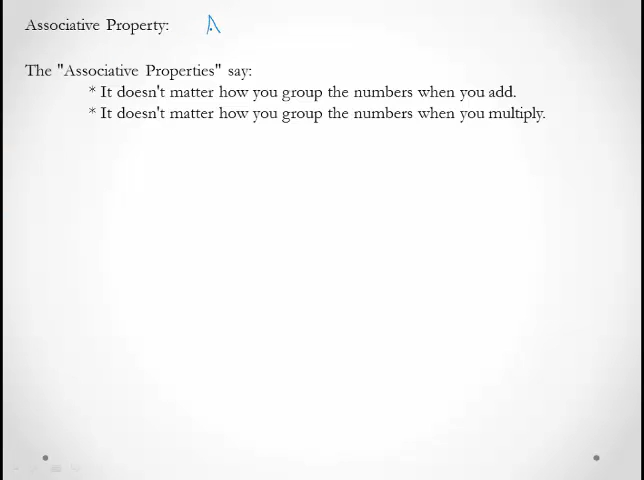 Associative Property: A
The "Associative Properties" say:
* It doesn't matter how you group the numbers when you add.
* It doesn't matter how you group the numbers when you multiply.